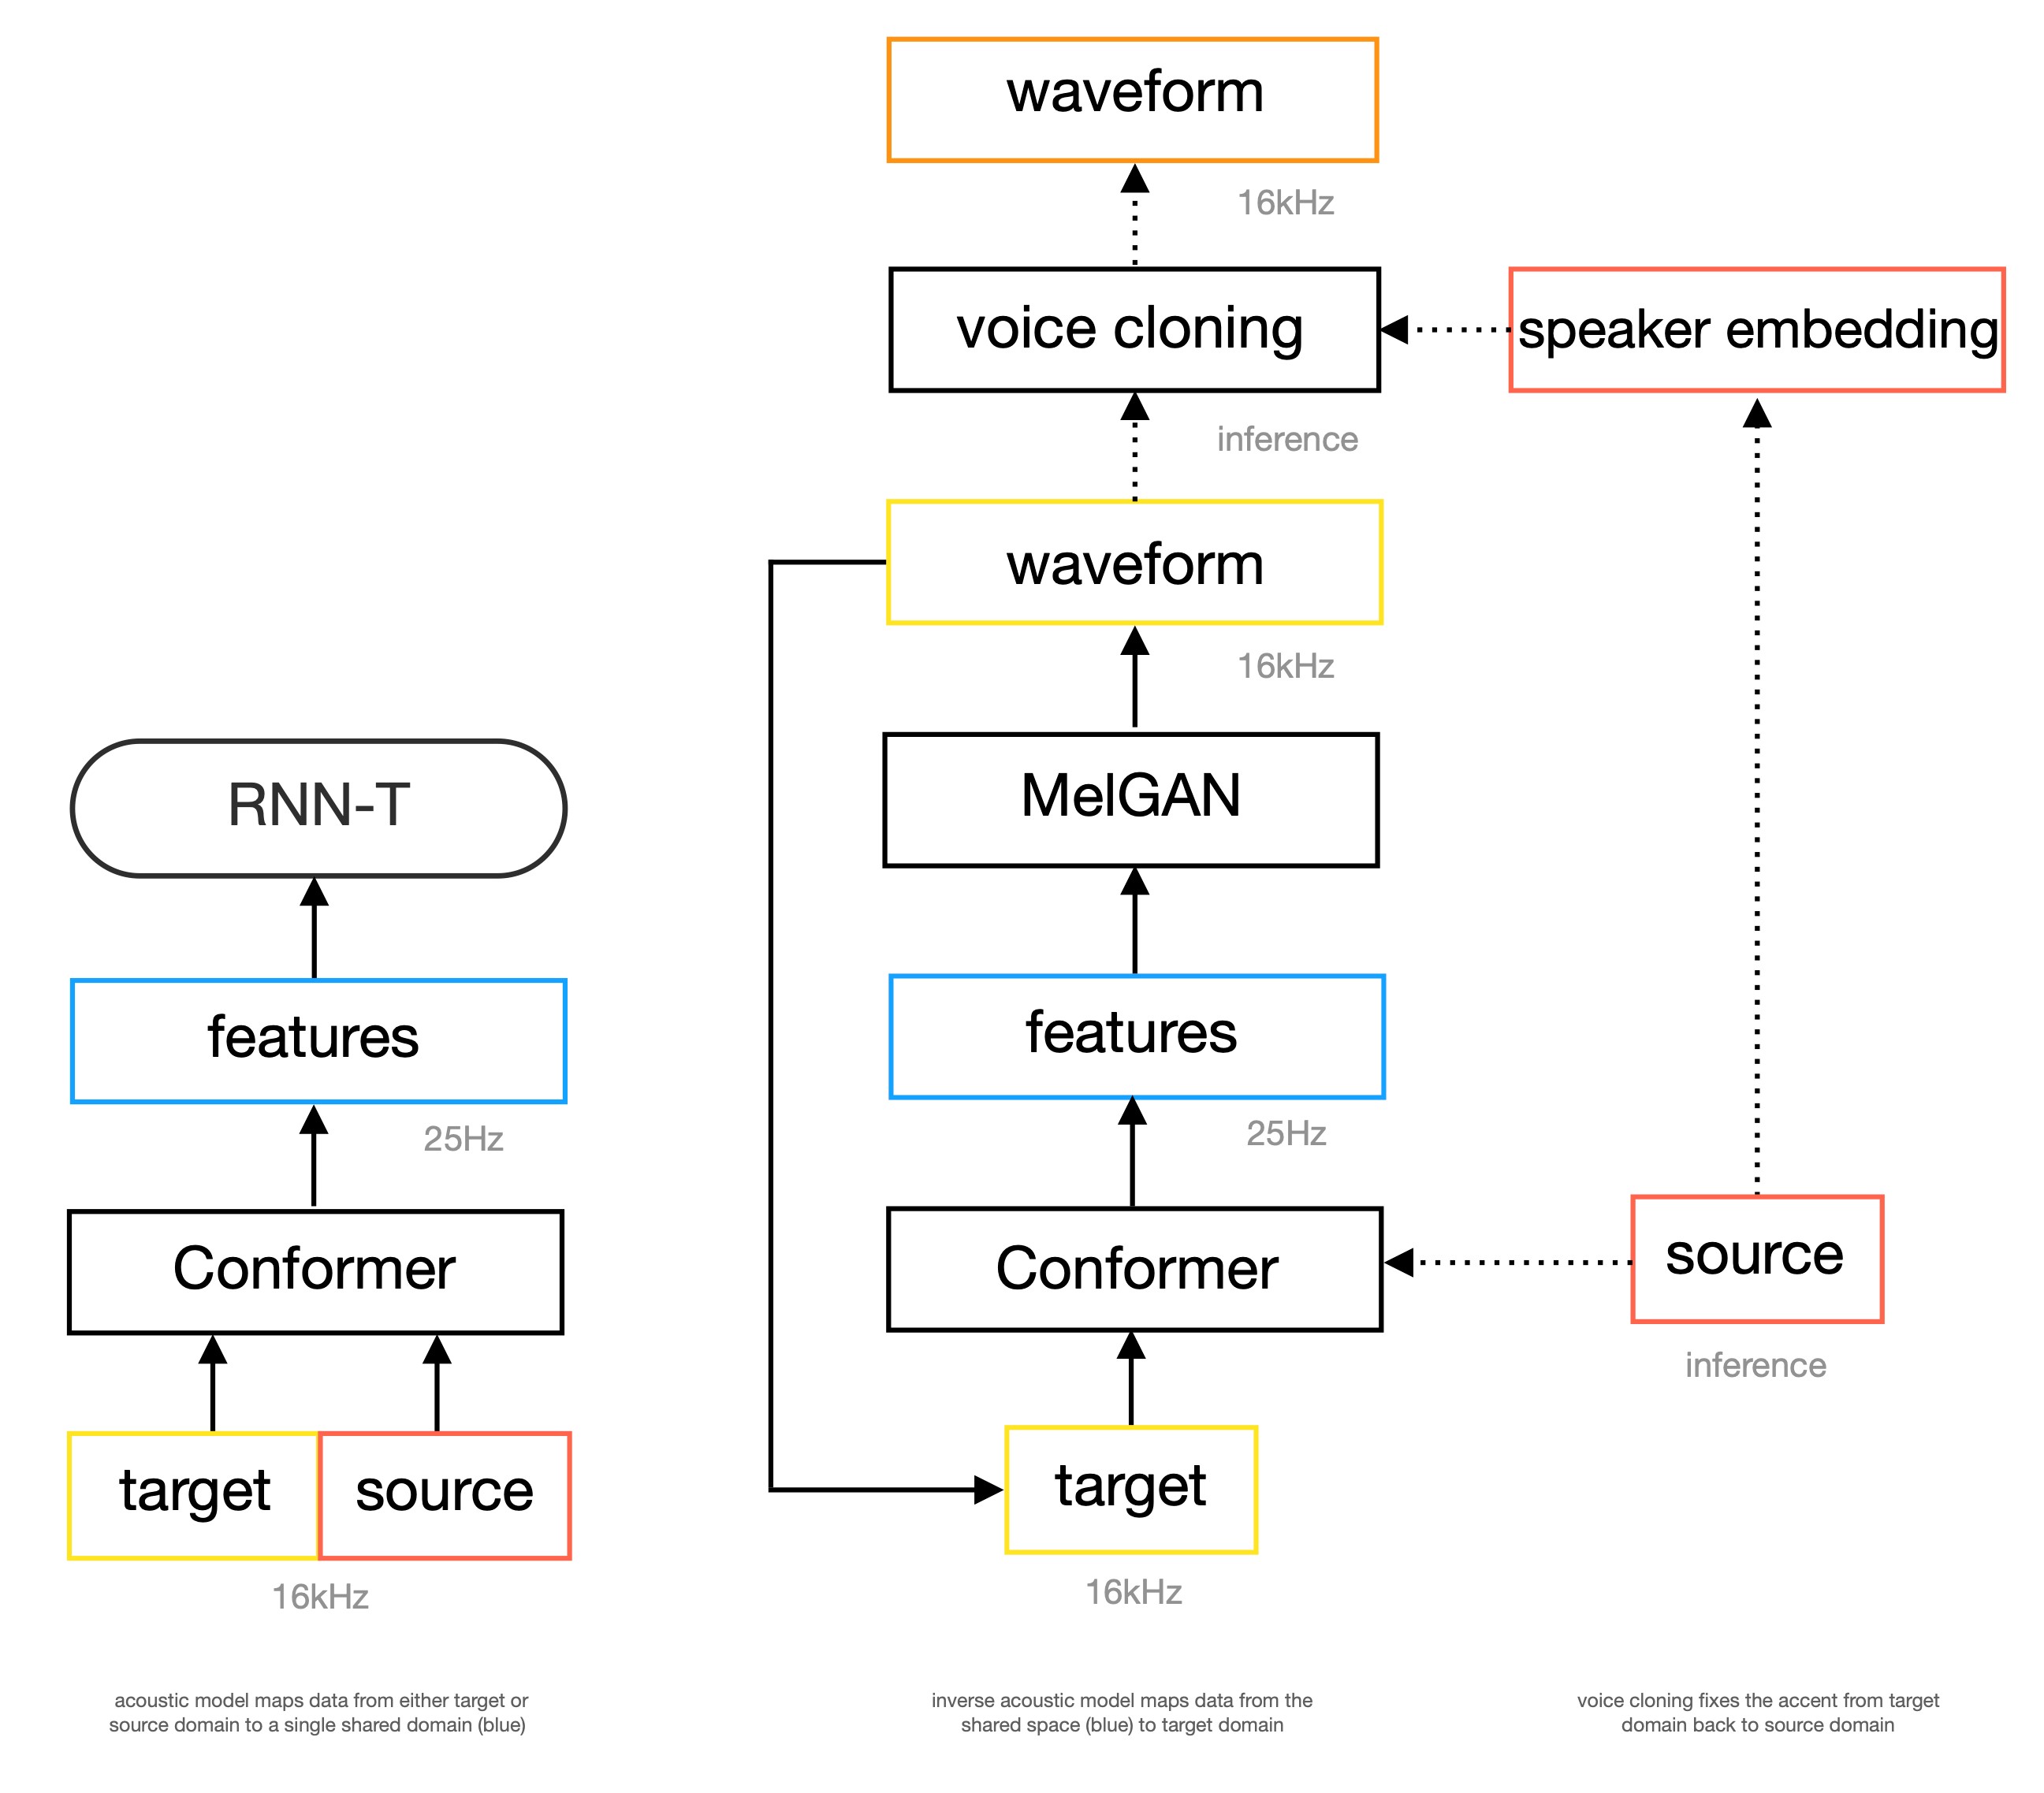 waveform
16kHz
voice cloning
speaker embedding
inference
waveform
16kHz
RNN-T
MelGAN
features
features
25Hz
25Hz
Conformer
Conformer
source
inference
target
source
target
16kHz
16kHz
acoustic model maps data from either target or
source domain to a single shared domain (blue)
inverse acoustic model maps data from the
shared space (blue) to target domain
voice cloning fixes the accent from target
domain back to source domain